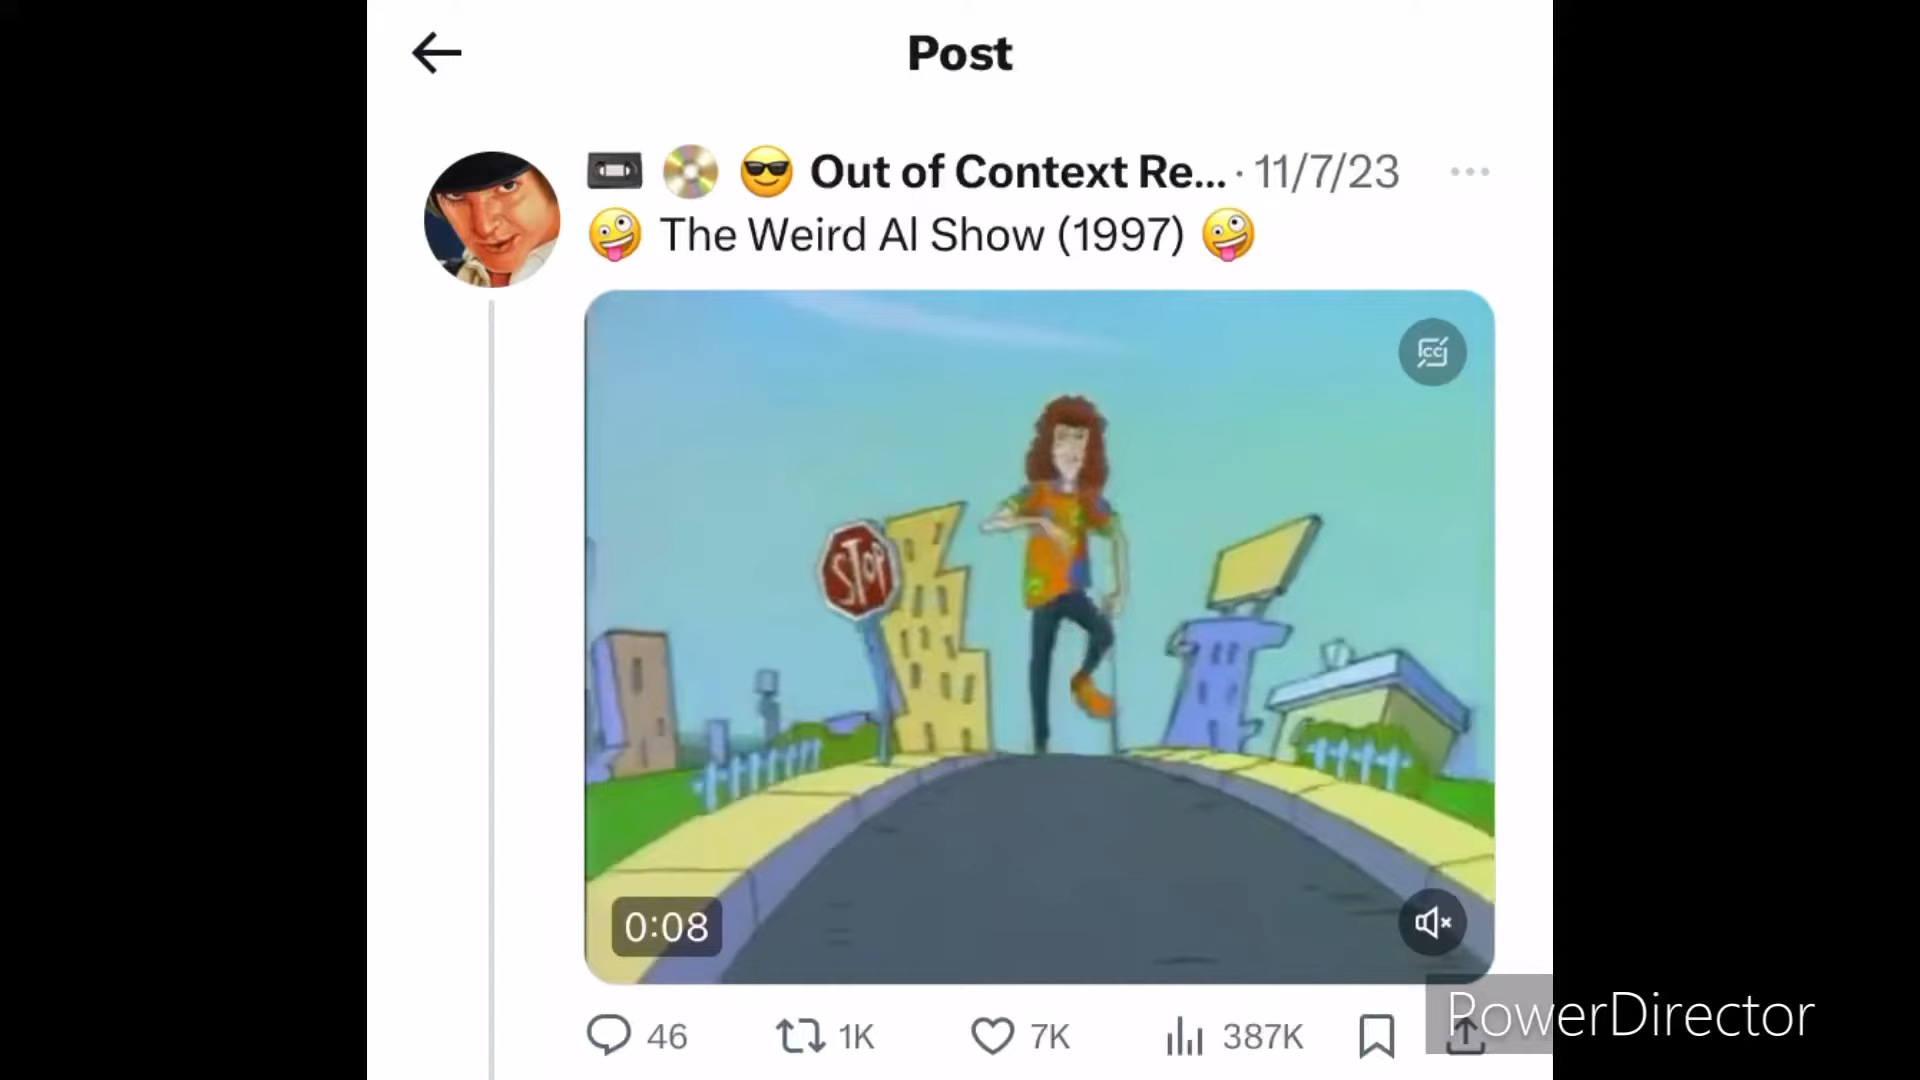 Post
Out of Context Re... · 11/7/23
The Weird Al Show (1997)
CC
STOP
0:08
46 1K 7K 387K
PowerDirector